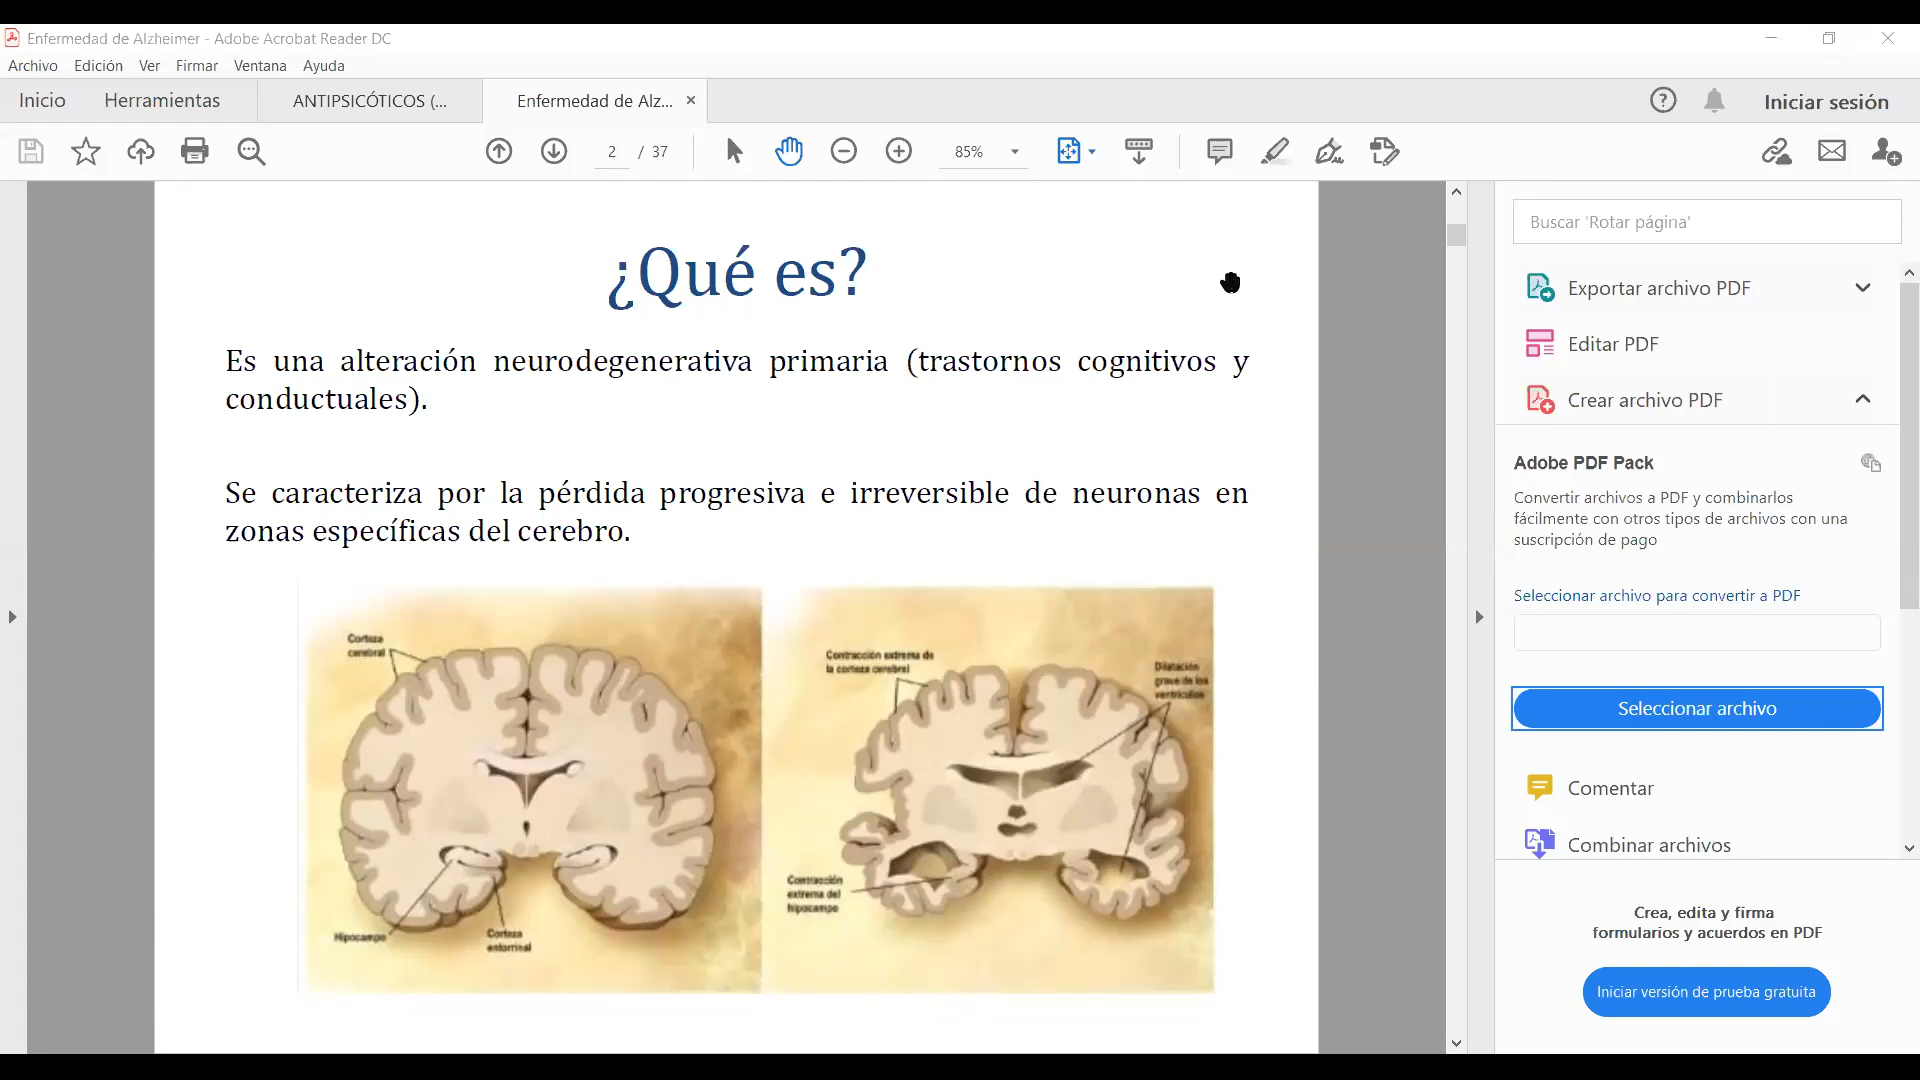 Enfermedad de Alzheimer - Adobe Acrobat Reader DC
Archivo Edición Ver Firmar Ventana Ayuda
Inicio Herramientas ANTIPSICÓTICOS (... Enfermedad de Alz... × Iniciar sesión
2 / 37 85%
¿Qué es?
Es una alteración neurodegenerativa primaria (trastornos cognitivos y
conductuales).
Se caracteriza por la pérdida progresiva e irreversible de neuronas en
zonas específicas del cerebro.
Corteza
cerebral
Hipocampo
Corteza
entorrinal
Contracción extrema de
la corteza cerebral
Dilatación
grave de los
ventrículos
Contracción
extrema del
hipocampo
Buscar 'Rotar página'
Exportar archivo PDF
Editar PDF
Crear archivo PDF
Adobe PDF Pack
Convertir archivos a PDF y combinarlos
fácilmente con otros tipos de archivos con una
suscripción de pago
Seleccionar archivo para convertir a PDF
Seleccionar archivo
Comentar
Combinar archivos
Crea, edita y firma
formularios y acuerdos en PDF
Iniciar versión de prueba gratuita